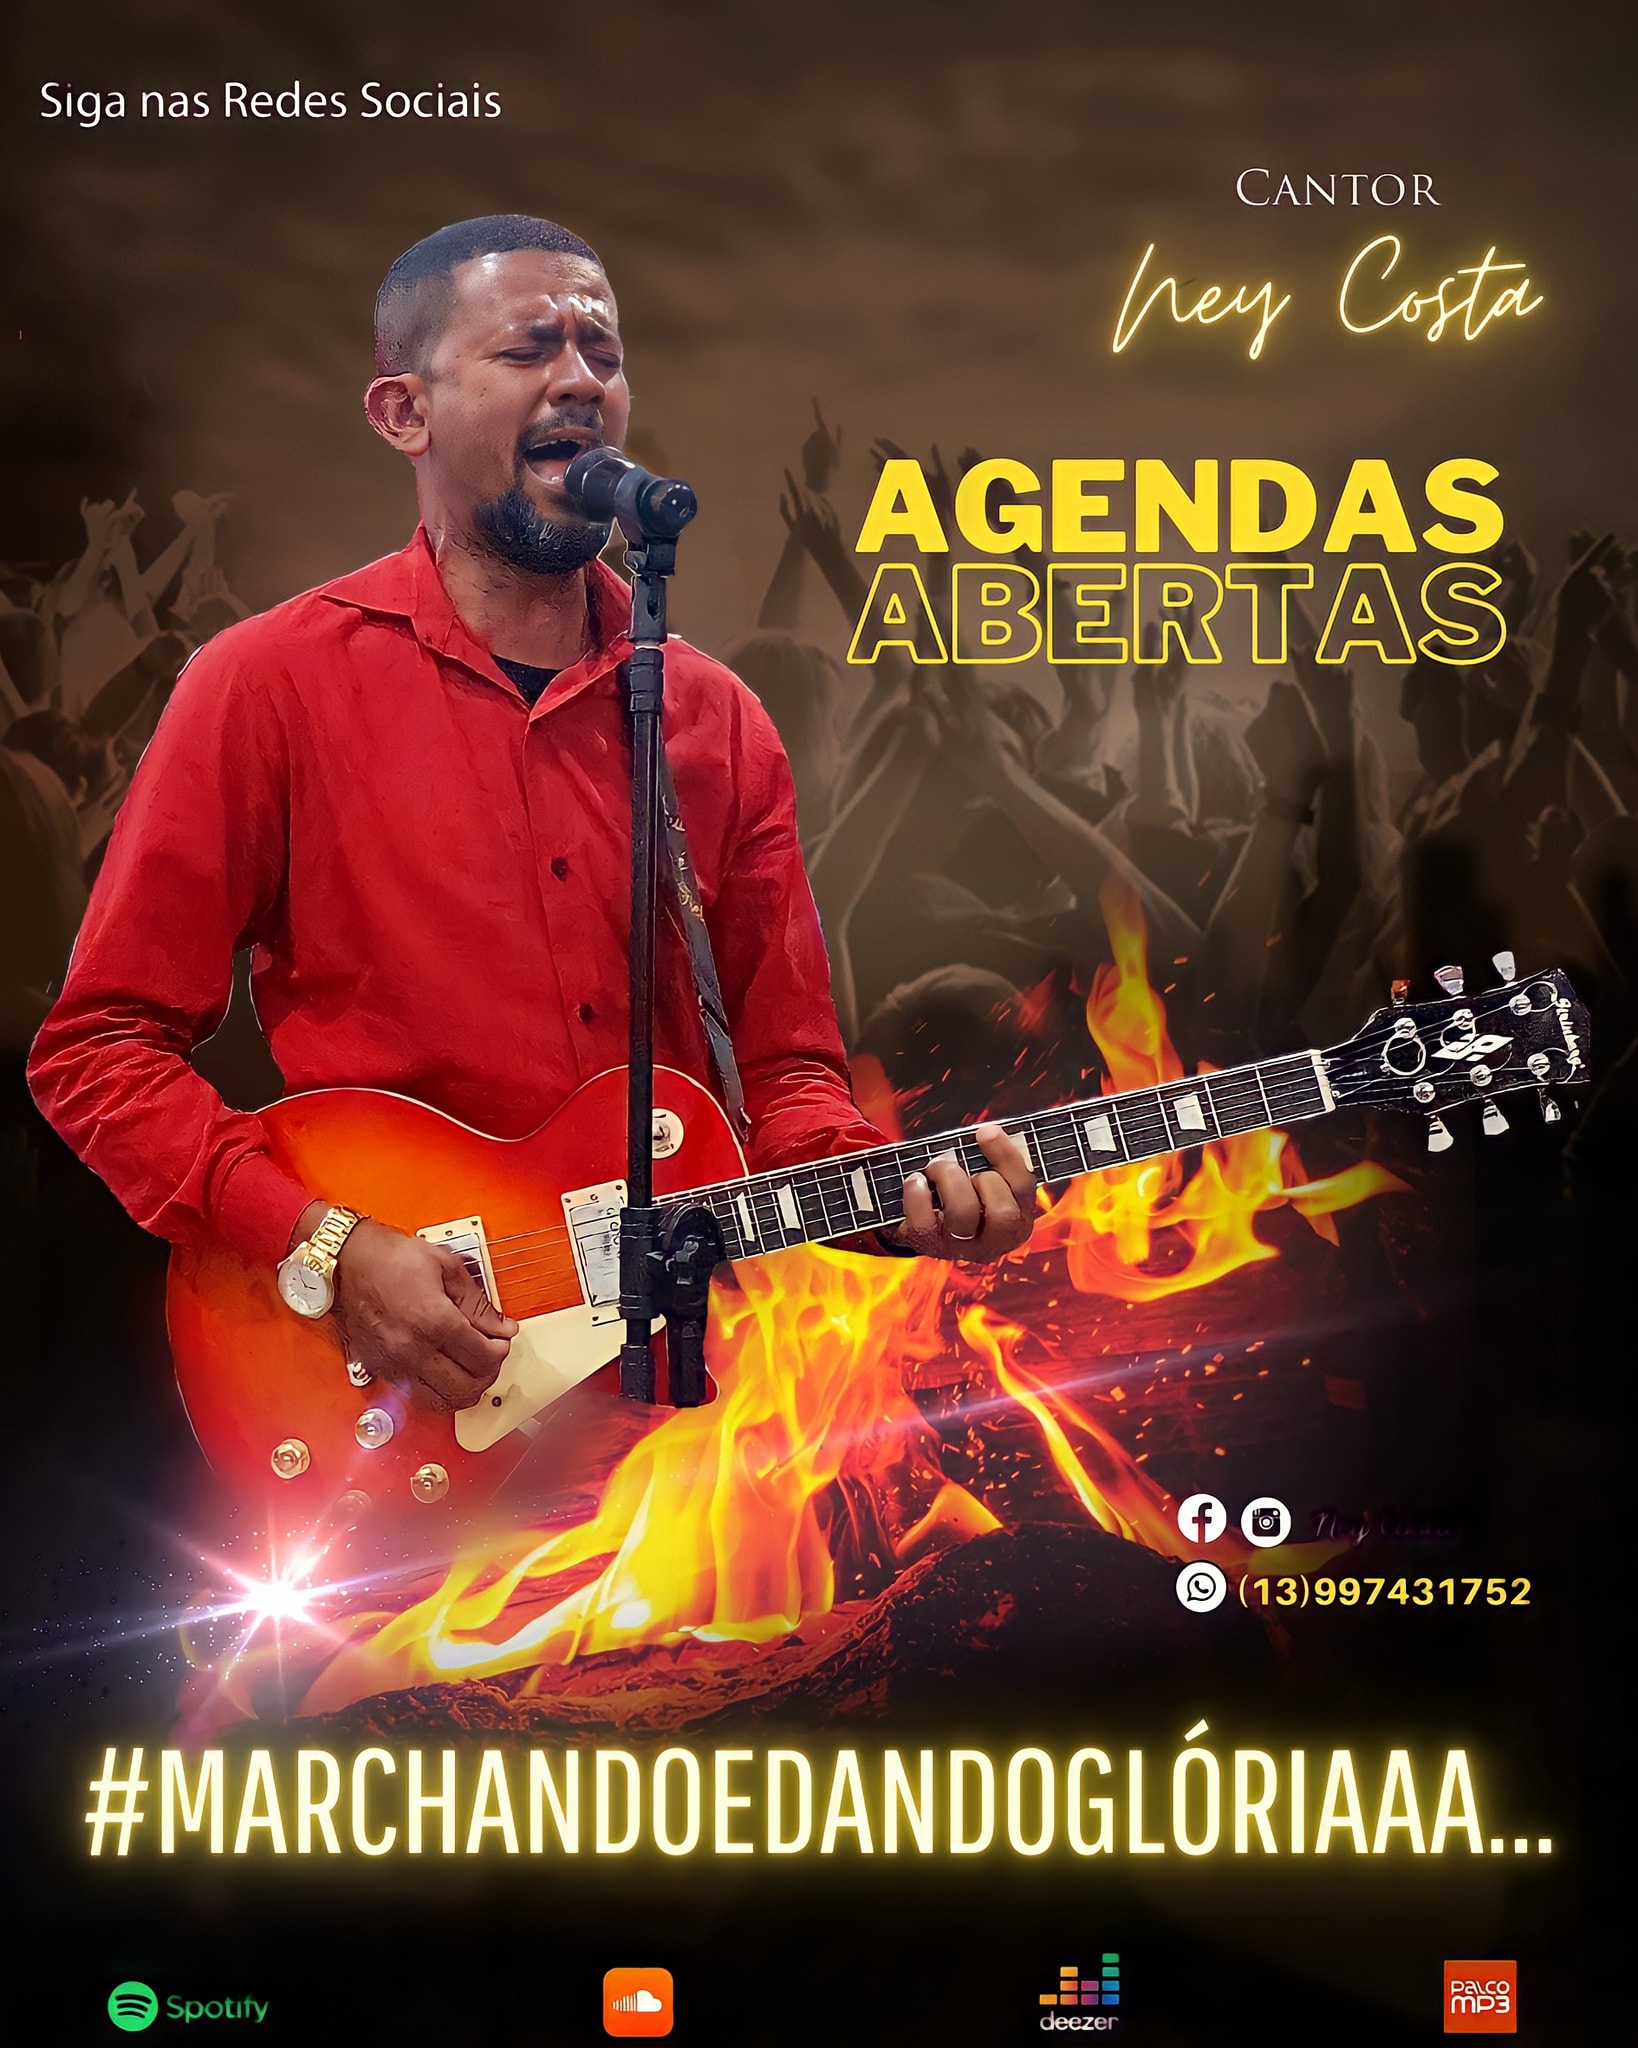 Siga nas Redes Sociais
CANTOR
Ney Costa
AGENDAS
ABERTAS
(13)997431752
#MARCHANDOEDANDOGLÓRIAAA...
Spotify
deezer
PALCO
MP3